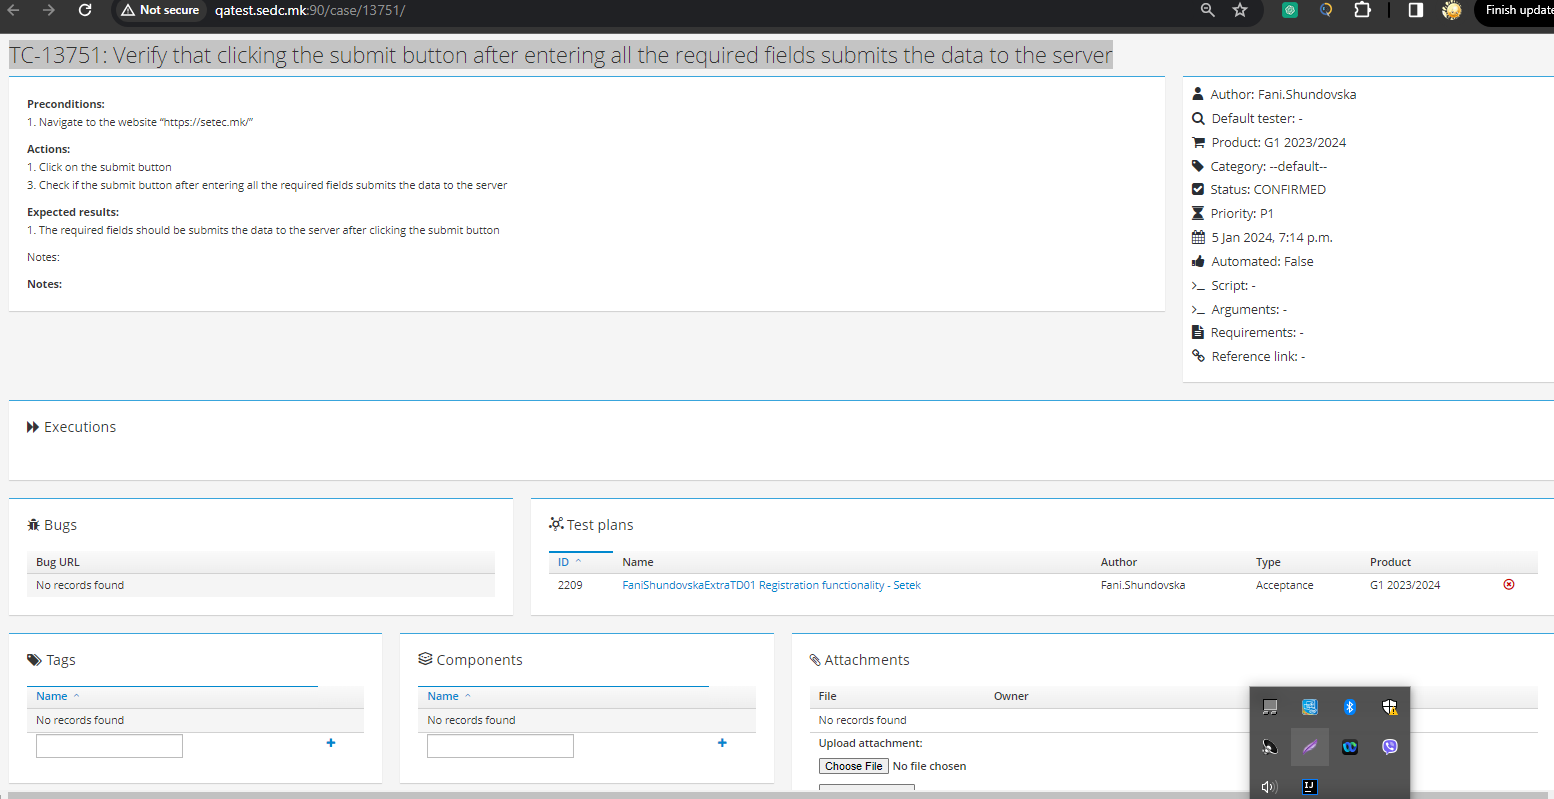 Not secure
qatest.sedc.mk:90/case/13751/
Finish update
TC-13751: Verify that clicking the submit button after entering all the required fields submits the data to the server
Preconditions:
1. Navigate to the website “https://setec.mk/”
Actions:
1. Click on the submit button
3. Check if the submit button after entering all the required fields submits the data to the server
Expected results:
1. The required fields should be submits the data to the server after clicking the submit button
Notes:
Notes:
Author: Fani.Shundovska
Default tester: -
Product: G1 2023/2024
Category: --default--
Status: CONFIRMED
Priority: P1
5 Jan 2024, 7:14 p.m.
Automated: False
Script: -
Arguments: -
Requirements: -
Reference link: -
Executions
Bugs
Bug URL
No records found
Test plans
ID Name Author Type Product
2209 FaniShundovskaExtraTD01 Registration functionality - Setek Fani.Shundovska Acceptance G1 2023/2024
Tags
Name
No records found
Components
Name
No records found
Attachments
File Owner
No records found
Upload attachment:
Choose File No file chosen
IJ